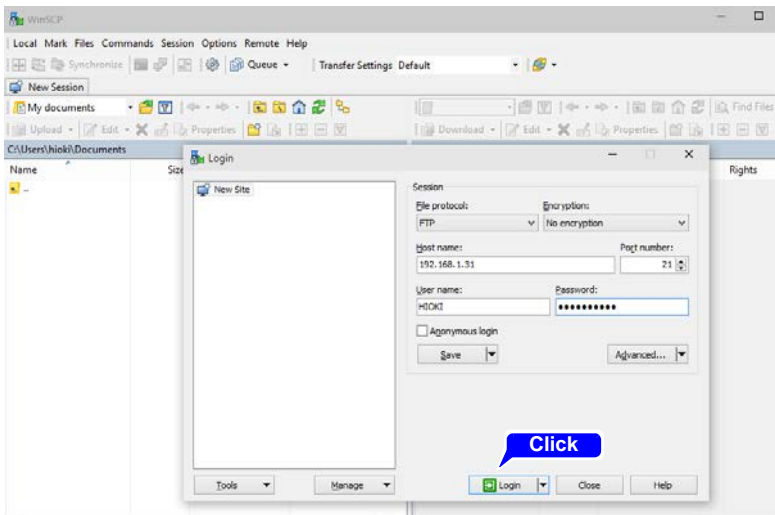 WinSCP
Local Mark Files Commands Session Options Remote Help
Synchronize Queue Transfer Settings Default
New Session
My documents Find Files
Upload Edit Properties Download Edit Properties
C:\Users\hioki\Documents
Name Size Rights
..
Login
New Site
Session
File protocol: Encryption:
FTP No encryption
Host name: Port number:
192.168.1.31 21
User name: Password:
HIOKI ••••••••••
Anonymous login
Save Advanced...
Click
Tools Manage Login Close Help